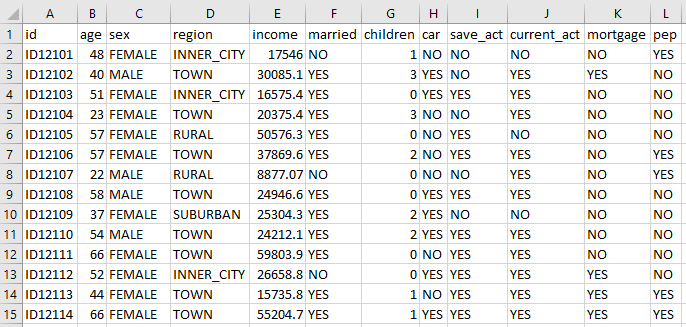 A B C D E F G H I J K L
1 id age sex region income married children car save_act current_act mortgage pep
2 ID12101 48 FEMALE INNER_CITY 17546 NO 1 NO NO NO NO YES
3 ID12102 40 MALE TOWN 30085.1 YES 3 YES NO YES YES NO
4 ID12103 51 FEMALE INNER_CITY 16575.4 YES 0 YES YES YES NO NO
5 ID12104 23 FEMALE TOWN 20375.4 YES 3 NO NO YES NO NO
6 ID12105 57 FEMALE RURAL 50576.3 YES 0 NO YES NO NO NO
7 ID12106 57 FEMALE TOWN 37869.6 YES 2 NO YES YES NO YES
8 ID12107 22 MALE RURAL 8877.07 NO 0 NO NO YES NO YES
9 ID12108 58 MALE TOWN 24946.6 YES 0 YES YES YES NO NO
10 ID12109 37 FEMALE SUBURBAN 25304.3 YES 2 YES NO NO NO NO
11 ID12110 54 MALE TOWN 24212.1 YES 2 YES YES YES NO NO
12 ID12111 66 FEMALE TOWN 59803.9 YES 0 NO YES YES NO NO
13 ID12112 52 FEMALE INNER_CITY 26658.8 NO 0 YES YES YES YES NO
14 ID12113 44 FEMALE TOWN 15735.8 YES 1 NO YES YES YES YES
15 ID12114 66 FEMALE TOWN 55204.7 YES 1 YES YES YES YES YES